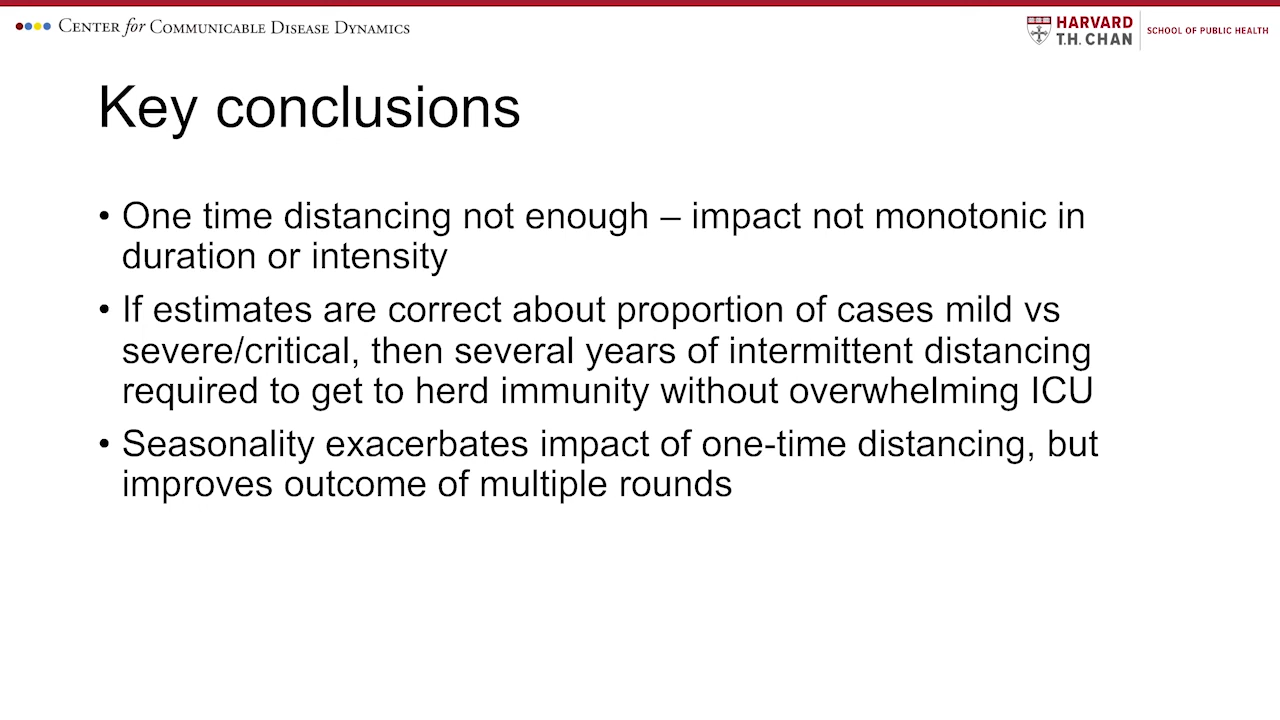 CENTER for COMMUNICABLE DISEASE DYNAMICS
HARVARD
T.H. CHAN
SCHOOL OF PUBLIC HEALTH
Key conclusions
• One time distancing not enough – impact not monotonic in
duration or intensity
• If estimates are correct about proportion of cases mild vs
severe/critical, then several years of intermittent distancing
required to get to herd immunity without overwhelming ICU
• Seasonality exacerbates impact of one-time distancing, but
improves outcome of multiple rounds